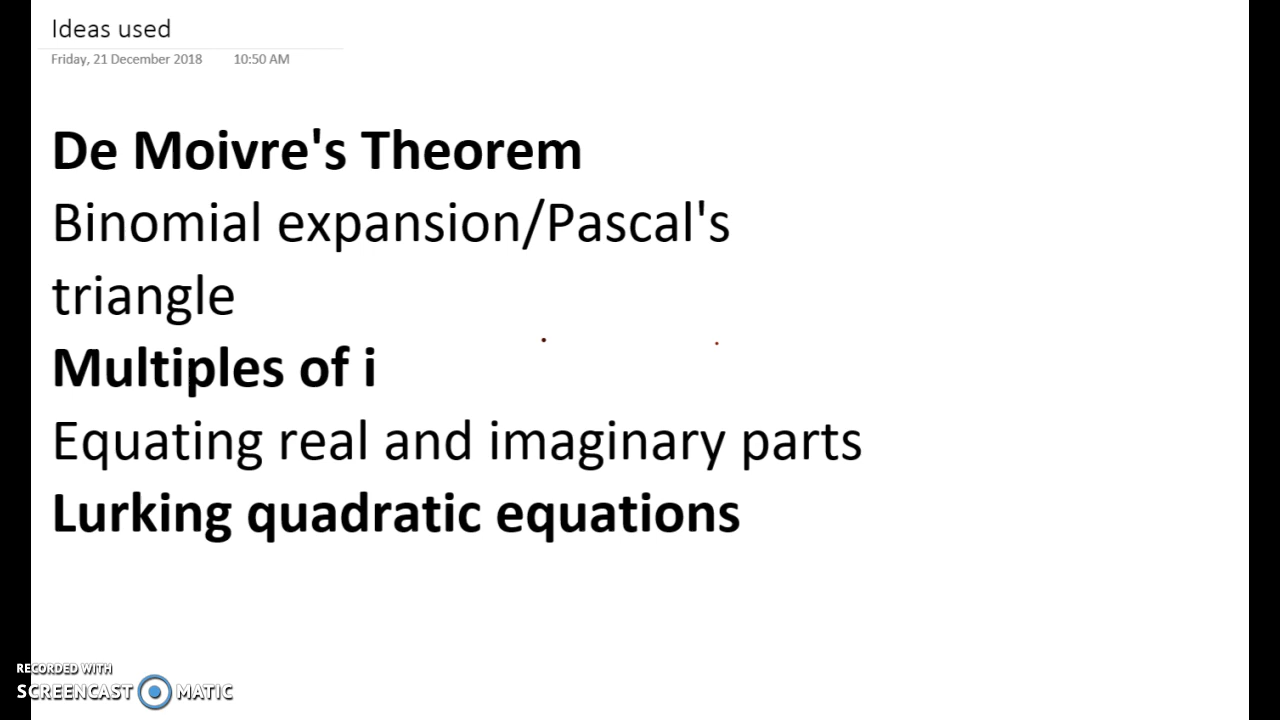 Ideas used
Friday, 21 December 2018 10:50 AM
De Moivre's Theorem
Binomial expansion/Pascal's
triangle
Multiples of i
Equating real and imaginary parts
Lurking quadratic equations
RECORDED WITH
SCREENCAST MATIC